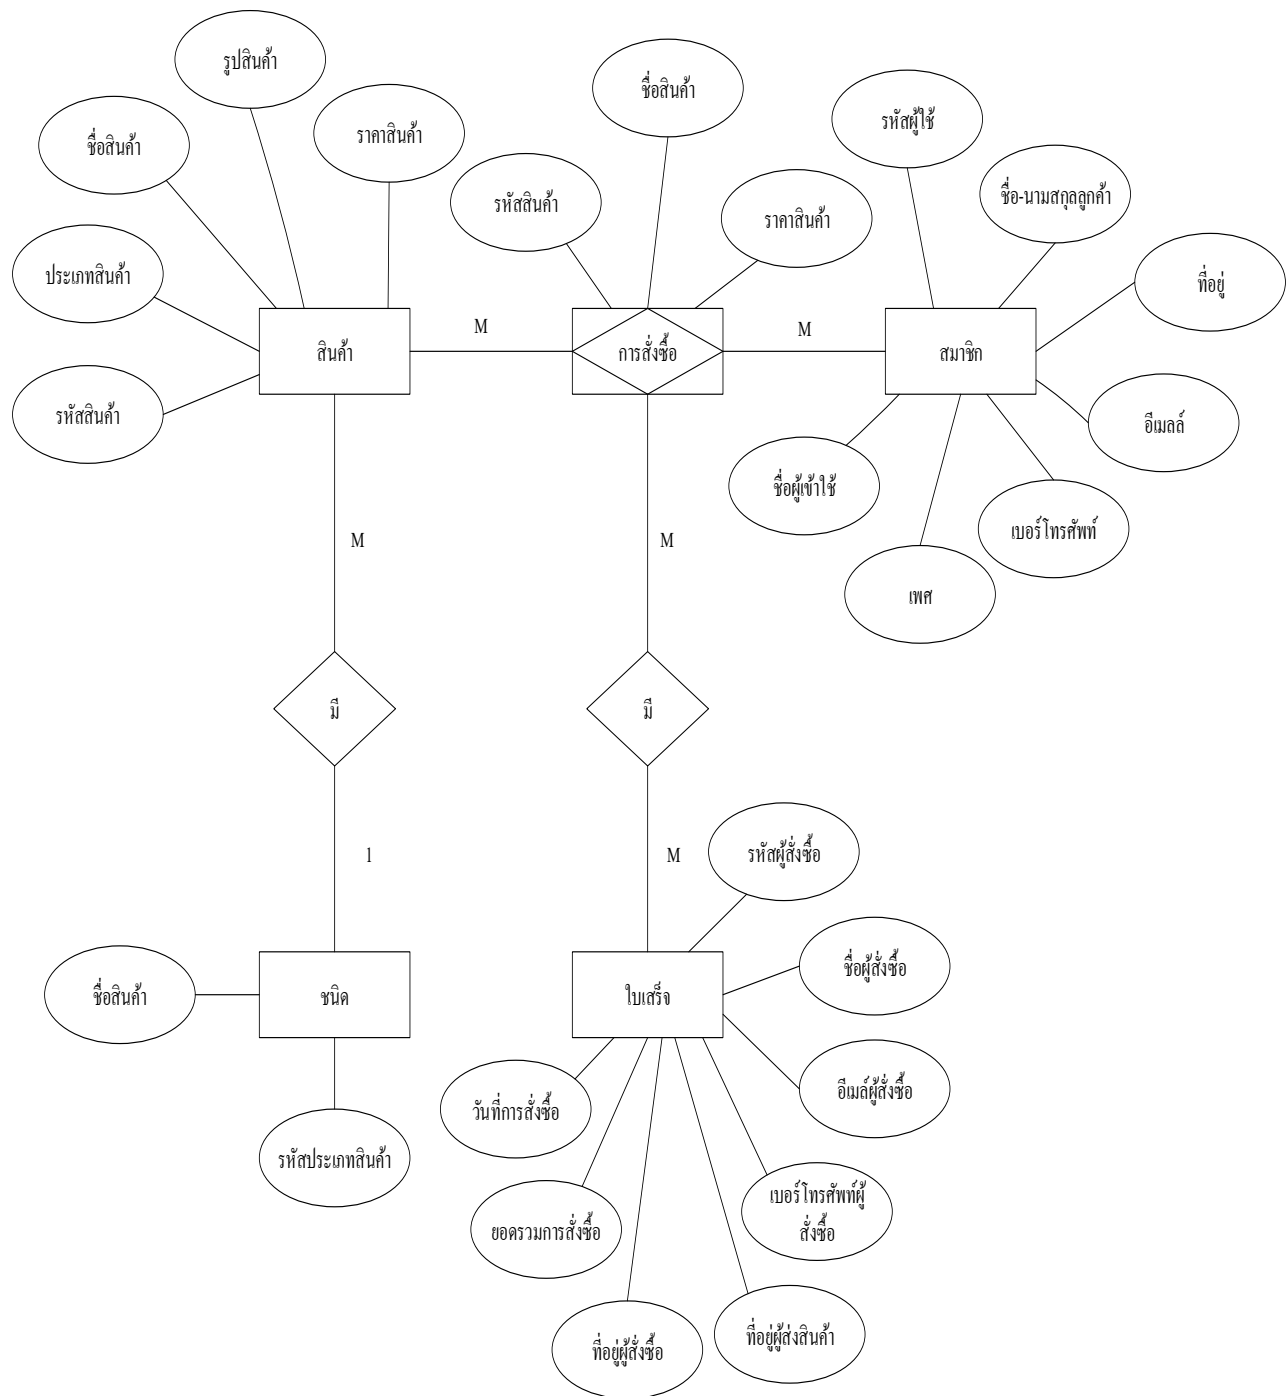 รูปสินค้า
ชื่อสินค้า
รหัสผู้ใช้
ราคาสินค้า
ชื่อสินค้า
ชื่อ-นามสกุลลูกค้า
รหัสสินค้า
ราคาสินค้า
ประเภทสินค้า
ที่อยู่
M
M
สินค้า
การสั่งซื้อ
สมาชิก
รหัสสินค้า
อีเมลล์
ชื่อผู้เข้าใช้
เบอร์โทรศัพท์
M
M
เพศ
มี
มี
1
M
รหัสผู้สั่งซื้อ
ชื่อผู้สั่งซื้อ
ชื่อสินค้า
ชนิด
ใบเสร็จ
อีเมล์ผู้สั่งซื้อ
วันที่การสั่งซื้อ
รหัสประเภทสินค้า
เบอร์โทรศัพท์ผู้
สั่งซื้อ
ยอดรวมการสั่งซื้อ
ที่อยู่ผู้สั่งซื้อ
ที่อยู่ผู้ส่งสินค้า